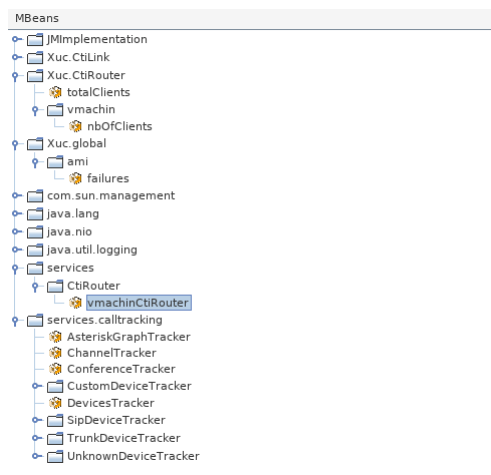 MBeans
JMImplementation
Xuc.CtiLink
Xuc.CtiRouter
totalClients
vmachin
nbOfClients
Xuc.global
ami
failures
com.sun.management
java.lang
java.nio
java.util.logging
services
CtiRouter
vmachinCtiRouter
services.calltracking
AsteriskGraphTracker
ChannelTracker
ConferenceTracker
CustomDeviceTracker
DevicesTracker
SipDeviceTracker
TrunkDeviceTracker
UnknownDeviceTracker